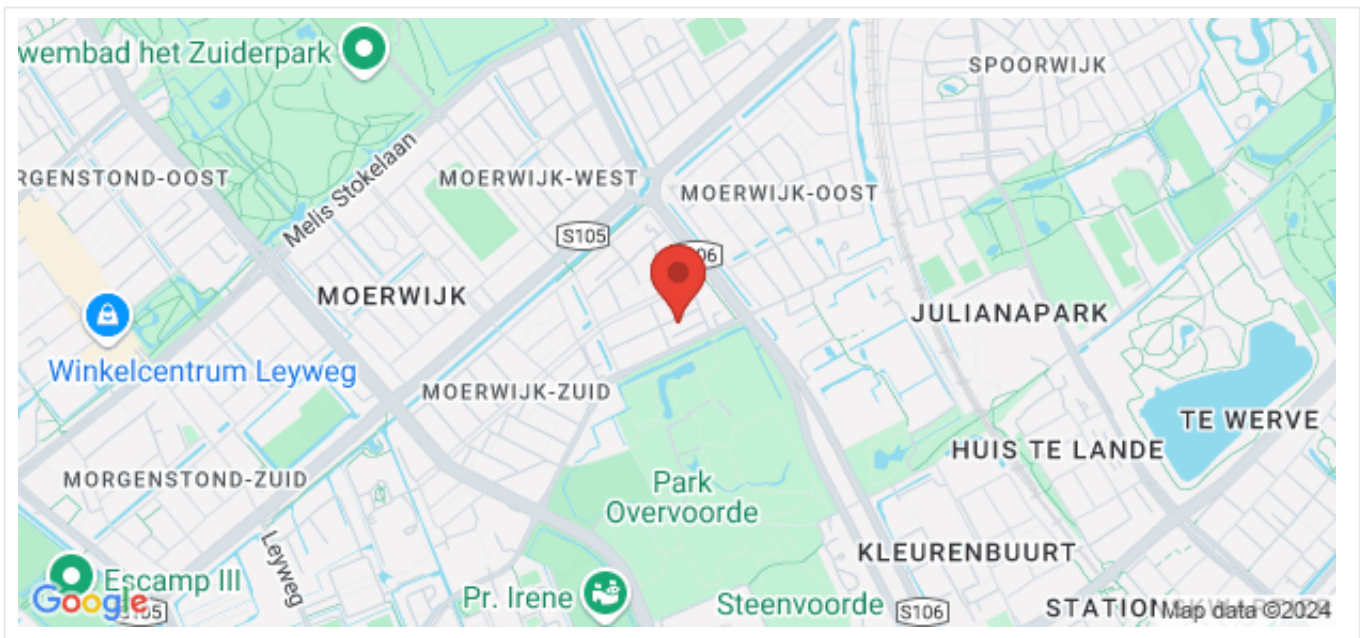 wembad het Zuiderpark
SPOORWIJK
RGENSTOND-OOST
Melis Stokelaan
MOERWIJK-WEST
MOERWIJK-OOST
S105
06
MOERWIJK
JULIANAPARK
Winkelcentrum Leyweg
MOERWIJK-ZUID
TE WERVE
HUIS TE LANDE
MORGENSTOND-ZUID
Park
Overvoorde
Leyweg
KLEURENBUURT
Escamp III
Pr. Irene
Steenvoorde
S106
Google
S105
STATION
Map data ©2024